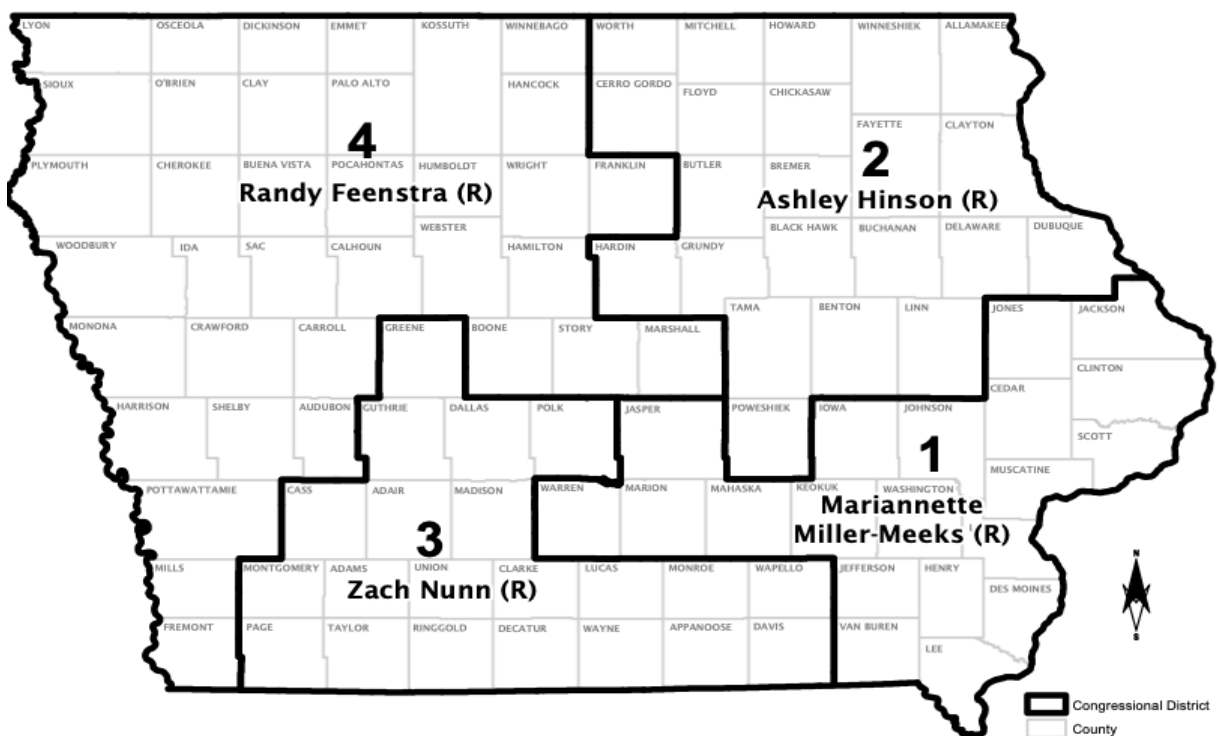 LYON OSCEOLA DICKINSON EMMET KOSSUTH WINNEBAGO WORTH MITCHELL HOWARD WINNESHIEK ALLAMAKEE
SIOUX O'BRIEN CLAY PALO ALTO HANCOCK CERRO GORDO FLOYD CHICKASAW
FAYETTE CLAYTON
4
2
PLYMOUTH CHEROKEE BUENA VISTA POCAHONTAS HUMBOLDT WRIGHT FRANKLIN BUTLER BREMER
Randy Feenstra (R)
Ashley Hinson (R)
WEBSTER BLACK HAWK BUCHANAN DELAWARE DUBUQUE
WOODBURY IDA SAC CALHOUN HAMILTON HARDIN GRUNDY
TAMA BENTON LINN JONES JACKSON
MONONA CRAWFORD CARROLL GREENE BOONE STORY MARSHALL
CLINTON
CEDAR
HARRISON SHELBY AUDUBON GUTHRIE DALLAS POLK JASPER POWESHIEK IOWA JOHNSON
SCOTT
1
MUSCATINE
POTTAWATTAMIE CASS ADAIR MADISON WARREN MARION MAHASKA KEOKUK WASHINGTON
Mariannette
Miller-Meeks (R)
3
MILLS MONTGOMERY ADAMS UNION CLARKE LUCAS MONROE WAPELLO JEFFERSON HENRY
Zach Nunn (R)
DES MOINES
FREMONT PAGE TAYLOR RINGGOLD DECATUR WAYNE APPANOOSE DAVIS VAN BUREN
LEE
N
S
Congressional District
County